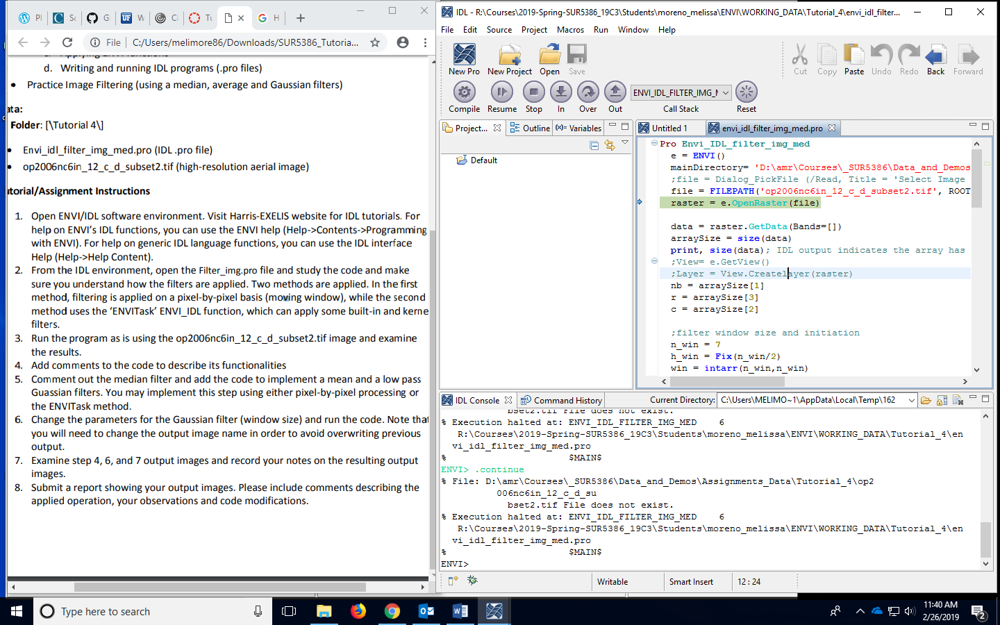 Pl
Sc
G
W
Ci
Tu
H
File
C:/Users/melimore86/Downloads/SUR5386_Tutoria...
d. Writing and running IDL programs (.pro files)
• Practice Image Filtering (using a median, average and Gaussian filters)
ata:
Folder: [\Tutorial 4\]
• Envi_idl_filter_img_med.pro (IDL .pro file)
• op2006nc6in_12_c_d_subset2.tif (high-resolution aerial image)
utorial/Assignment Instructions
1. Open ENVI/IDL software environment. Visit Harris-EXELIS website for IDL tutorials. For
help on ENVI's IDL functions, you can use the ENVI help (Help->Contents->Programming
with ENVI). For help on generic IDL language functions, you can use the IDL interface
Help (Help->Help Content).
2. From the IDL environment, open the Filter_img.pro file and study the code and make
sure you understand how the filters are applied. Two methods are applied. In the first
method, filtering is applied on a pixel-by-pixel basis (moving window), while the second
method uses the 'ENVITask' ENVI_IDL function, which can apply some built-in and kerne
filters.
3. Run the program as is using the op2006nc6in_12_c_d_subset2.tif image and examine
the results.
4. Add comments to the code to describe its functionalities
5. Comment out the median filter and add the code to implement a mean and a low pass
Guassian filters. You may implement this step using either pixel-by-pixel processing or
the ENVITask method.
6. Change the parameters for the Gaussian filter (window size) and run the code. Note tha
you will need to change the output image name in order to avoid overwriting previous
output.
7. Examine step 4, 6, and 7 output images and record your notes on the resulting output
images.
8. Submit a report showing your output images. Please include comments describing the
applied operation, your observations and code modifications.
IDL - R:\Courses\2019-Spring-SUR5386_19C3\Students\moreno_melissa\ENVI\WORKING_DATA\Tutorial_4\envi_idl_filter...
File Edit Source Project Macros Run Window Help
New Pro New Project Open Save
Cut Copy Paste Undo Redo Back Forward
ENVI_IDL_FILTER_IMG_M
Compile Resume Stop In Over Out Call Stack Reset
Project... Outline (x)= Variables
Default
Untitled 1 envi_idl_filter_img_med.pro
Pro Envi_IDL_filter_img_med
e = ENVI()
mainDirectory= 'D:\amr\Courses\_SUR5386\Data_and_Demos
;file = Dialog_PickFile (/Read, Title = 'Select Image
file = FILEPATH('op2006nc6in_12_c_d_subset2.tif', ROOT
raster = e.OpenRaster(file)
data = raster.GetData(Bands=[])
arraySize = size(data)
print, size(data); IDL output indicates the array has
;View= e.GetView()
;Layer = View.Createlayer(raster)
nb = arraySize[1]
r = arraySize[3]
c = arraySize[2]
;filter window size and initiation
n_win = 7
h_win = Fix(n_win/2)
win = intarr(n_win,n_win)
IDL Console Command History
Current Directory: C:\Users\MELIMO~1\AppData\Local\Temp\162
bset2.tif File does not exist.
% Execution halted at: ENVI_IDL_FILTER_IMG_MED 6
R:\Courses\2019-Spring-SUR5386_19C3\Students\moreno_melissa\ENVI\WORKING_DATA\Tutorial_4\en
vi_idl_filter_img_med.pro
% $MAIN$
ENVI> .continue
% File: D:\amr\Courses\_SUR5386\Data_and_Demos\Assignments_Data\Tutorial_4\op2
006nc6in_12_c_d_su
bset2.tif File does not exist.
% Execution halted at: ENVI_IDL_FILTER_IMG_MED 6
R:\Courses\2019-Spring-SUR5386_19C3\Students\moreno_melissa\ENVI\WORKING_DATA\Tutorial_4\en
vi_idl_filter_img_med.pro
% $MAIN$
ENVI>
Writable Smart Insert 12 : 24
Type here to search
11:40 AM
2/26/2019
2